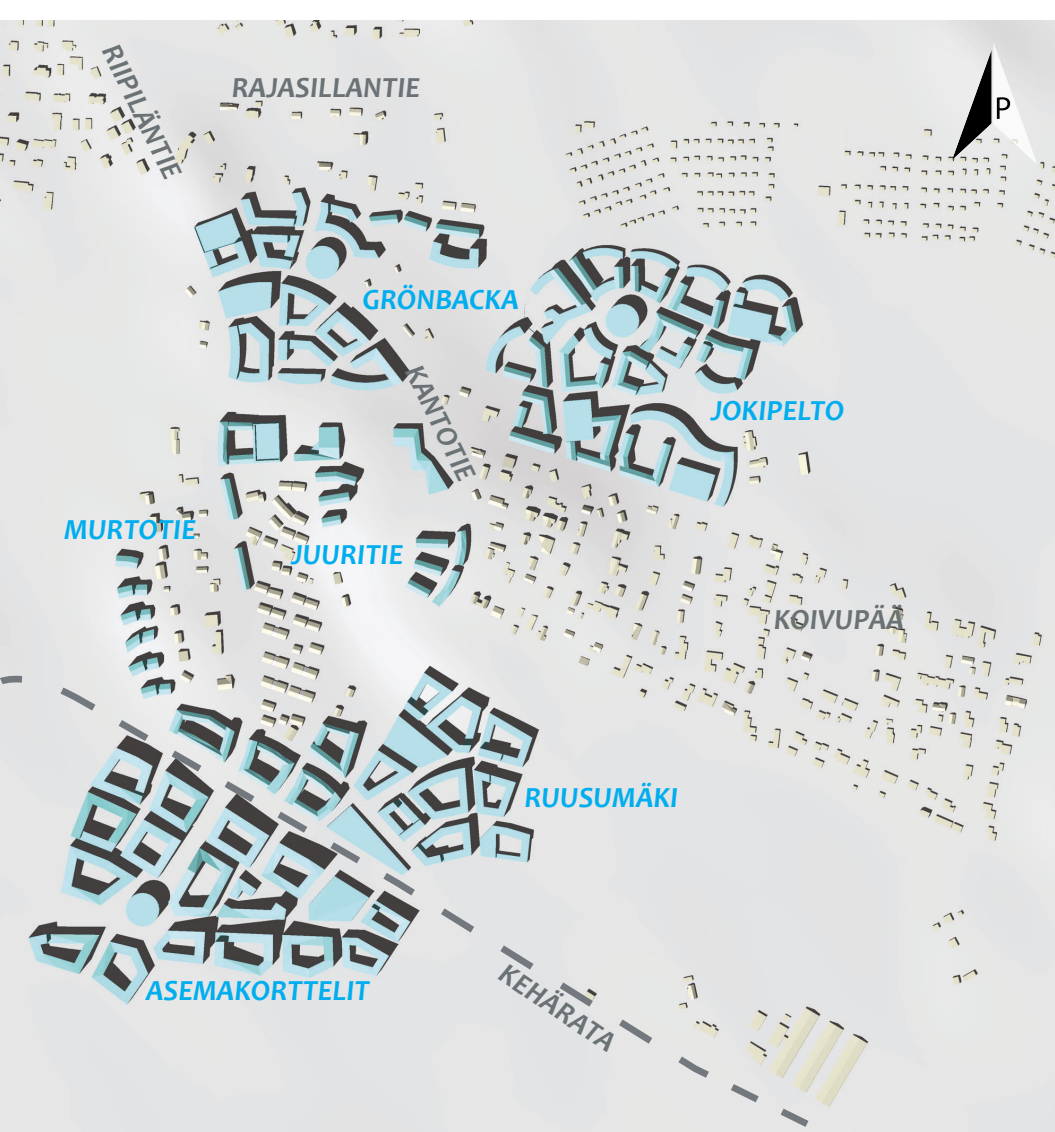 RIIPILÄNTIE
RAJASILLANTIE
P
GRÖNBACKA
KANTOTIE
JOKIPELTO
MURTOTIE
JUURITIE
KOIVUPÄÄ
RUUSUMÄKI
ASEMAKORTTELIT
KEHÄRATA